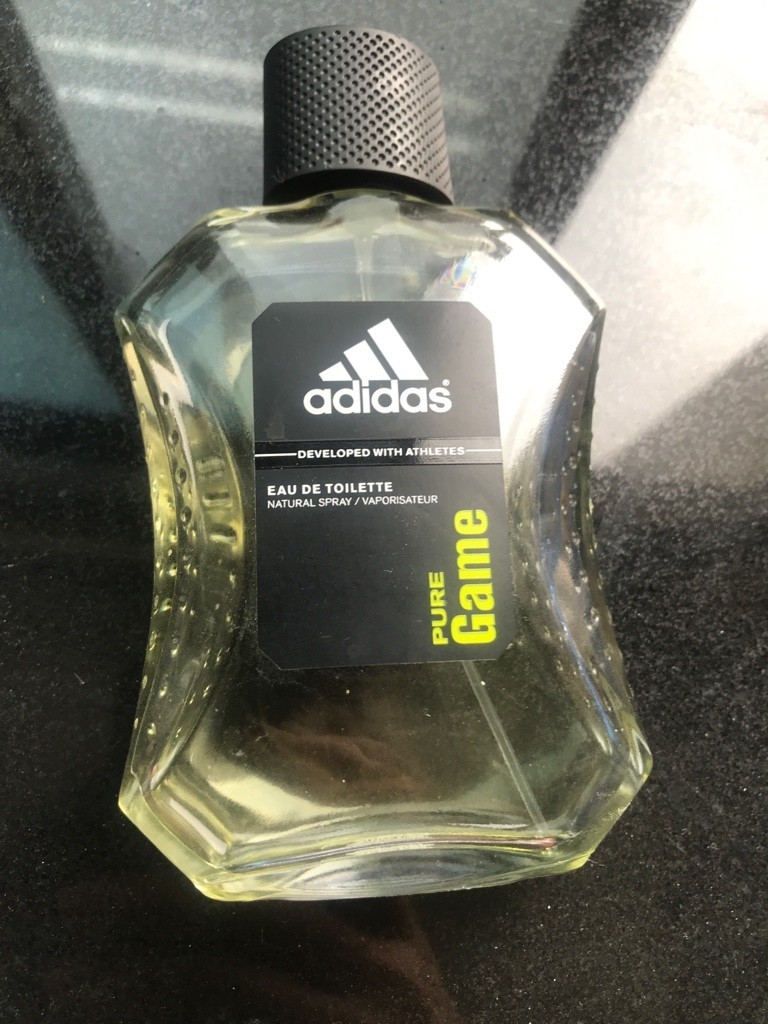 adidas®
DEVELOPED WITH ATHLETES
EAU DE TOILETTE
NATURAL SPRAY / VAPORISATEUR
PURE
Game